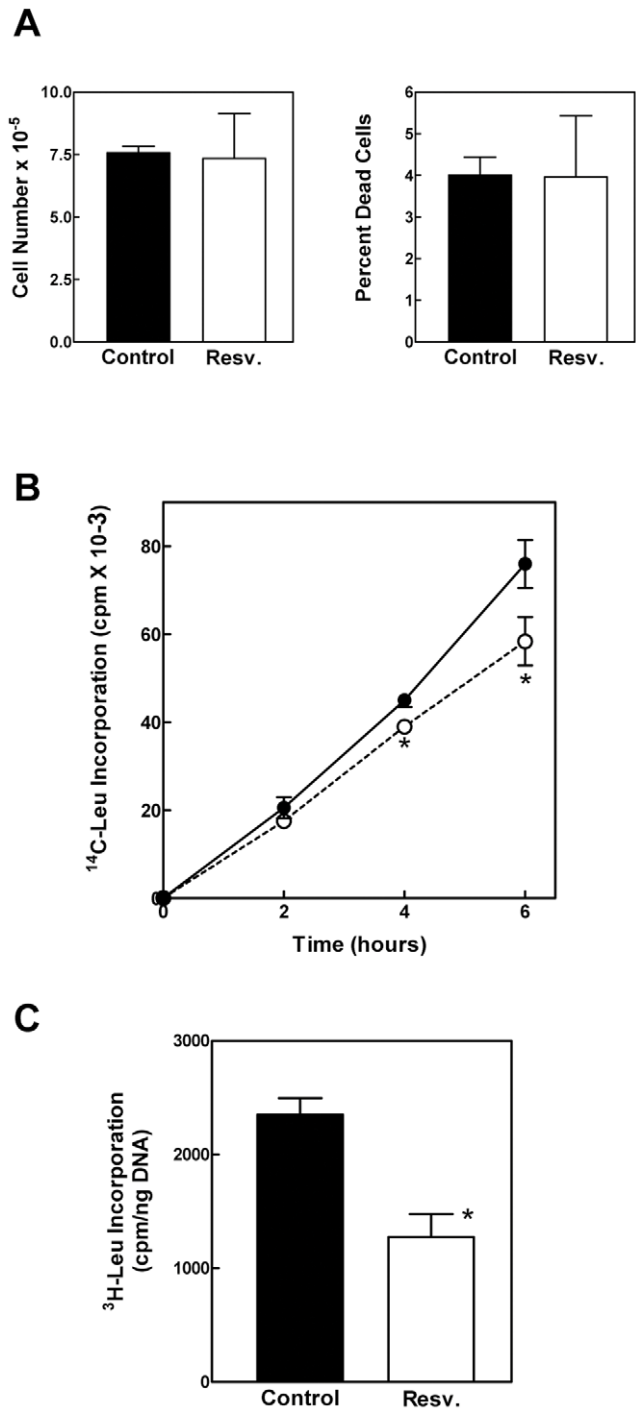 A
Cell Number x 10-5
10.0
7.5
5.0
2.5
0.0
Control Resv.
Percent Dead Cells
6
5
4
3
2
1
0
Control Resv.
B
14C-Leu Incorporation (cpm X 10-3)
80
60
40
20
0
*
*
0 2 4 6
Time (hours)
C
3H-Leu Incorporation
(cpm/ng DNA)
3000
2000
1000
0
*
Control Resv.